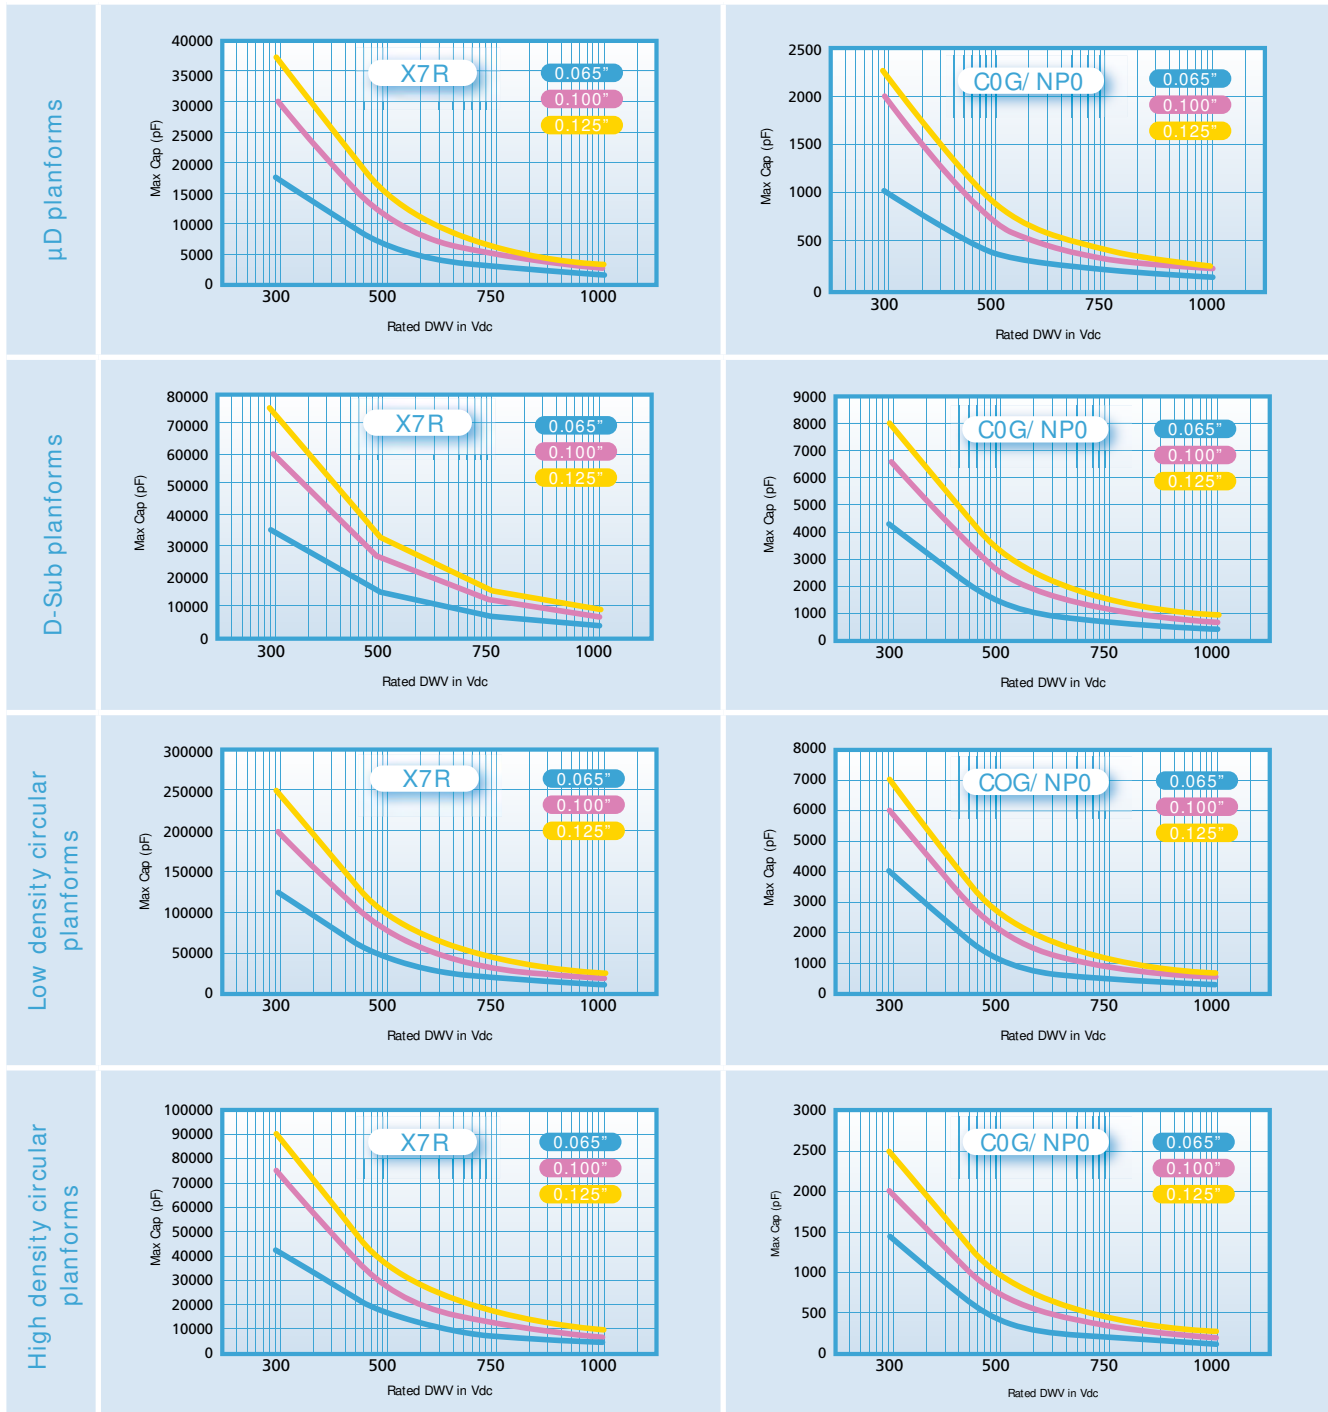 µD planforms
40000
35000
30000
25000
20000
15000
10000
5000
0
Max Cap (pF)
X7R
0.065"
0.100"
0.125"
300 500 750 1000
Rated DWV in Vdc
2500
2000
1500
1000
500
0
Max Cap (pF)
C0G/ NP0
0.065"
0.100"
0.125"
300 500 750 1000
Rated DWV in Vdc
D-Sub planforms
80000
70000
60000
50000
40000
30000
20000
10000
0
Max Cap (pF)
X7R
0.065"
0.100"
0.125"
300 500 750 1000
Rated DWV in Vdc
9000
8000
7000
6000
5000
4000
3000
2000
1000
0
Max Cap (pF)
C0G/ NP0
0.065"
0.100"
0.125"
300 500 750 1000
Rated DWV in Vdc
Low density circular
planforms
300000
250000
200000
150000
100000
50000
0
Max Cap (pF)
X7R
0.065"
0.100"
0.125"
300 500 750 1000
Rated DWV in Vdc
8000
7000
6000
5000
4000
3000
2000
1000
0
Max Cap (pF)
COG/ NP0
0.065"
0.100"
0.125"
300 500 750 1000
Rated DWV in Vdc
High density circular
planforms
100000
90000
80000
70000
60000
50000
40000
30000
20000
10000
0
Max Cap (pF)
X7R
0.065"
0.100"
0.125"
300 500 750 1000
Rated DWV in Vdc
3000
2500
2000
1500
1000
500
0
Max Cap (pF)
C0G/ NP0
0.065"
0.100"
0.125"
300 500 750 1000
Rated DWV in Vdc